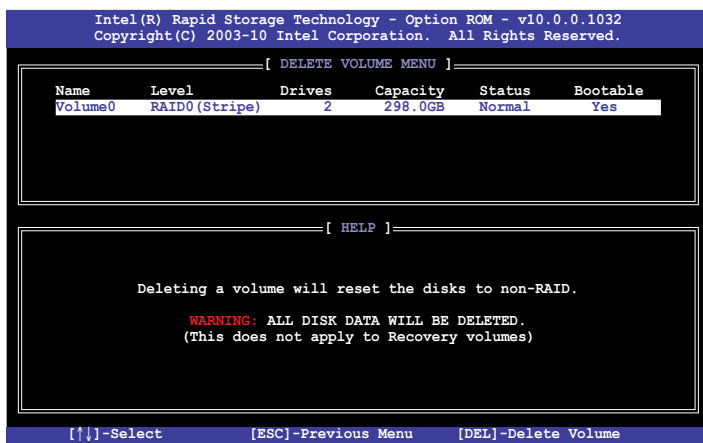 Intel(R) Rapid Storage Technology - Option ROM - v10.0.0.1032
Copyright(C) 2003-10 Intel Corporation. All Rights Reserved.
[ DELETE VOLUME MENU ]
Name Level Drives Capacity Status Bootable
Volume0 RAID0(Stripe) 2 298.0GB Normal Yes
[ HELP ]
Deleting a volume will reset the disks to non-RAID.
WARNING: ALL DISK DATA WILL BE DELETED.
(This does not apply to Recovery volumes)
[↑↓]-Select [ESC]-Previous Menu [DEL]-Delete Volume